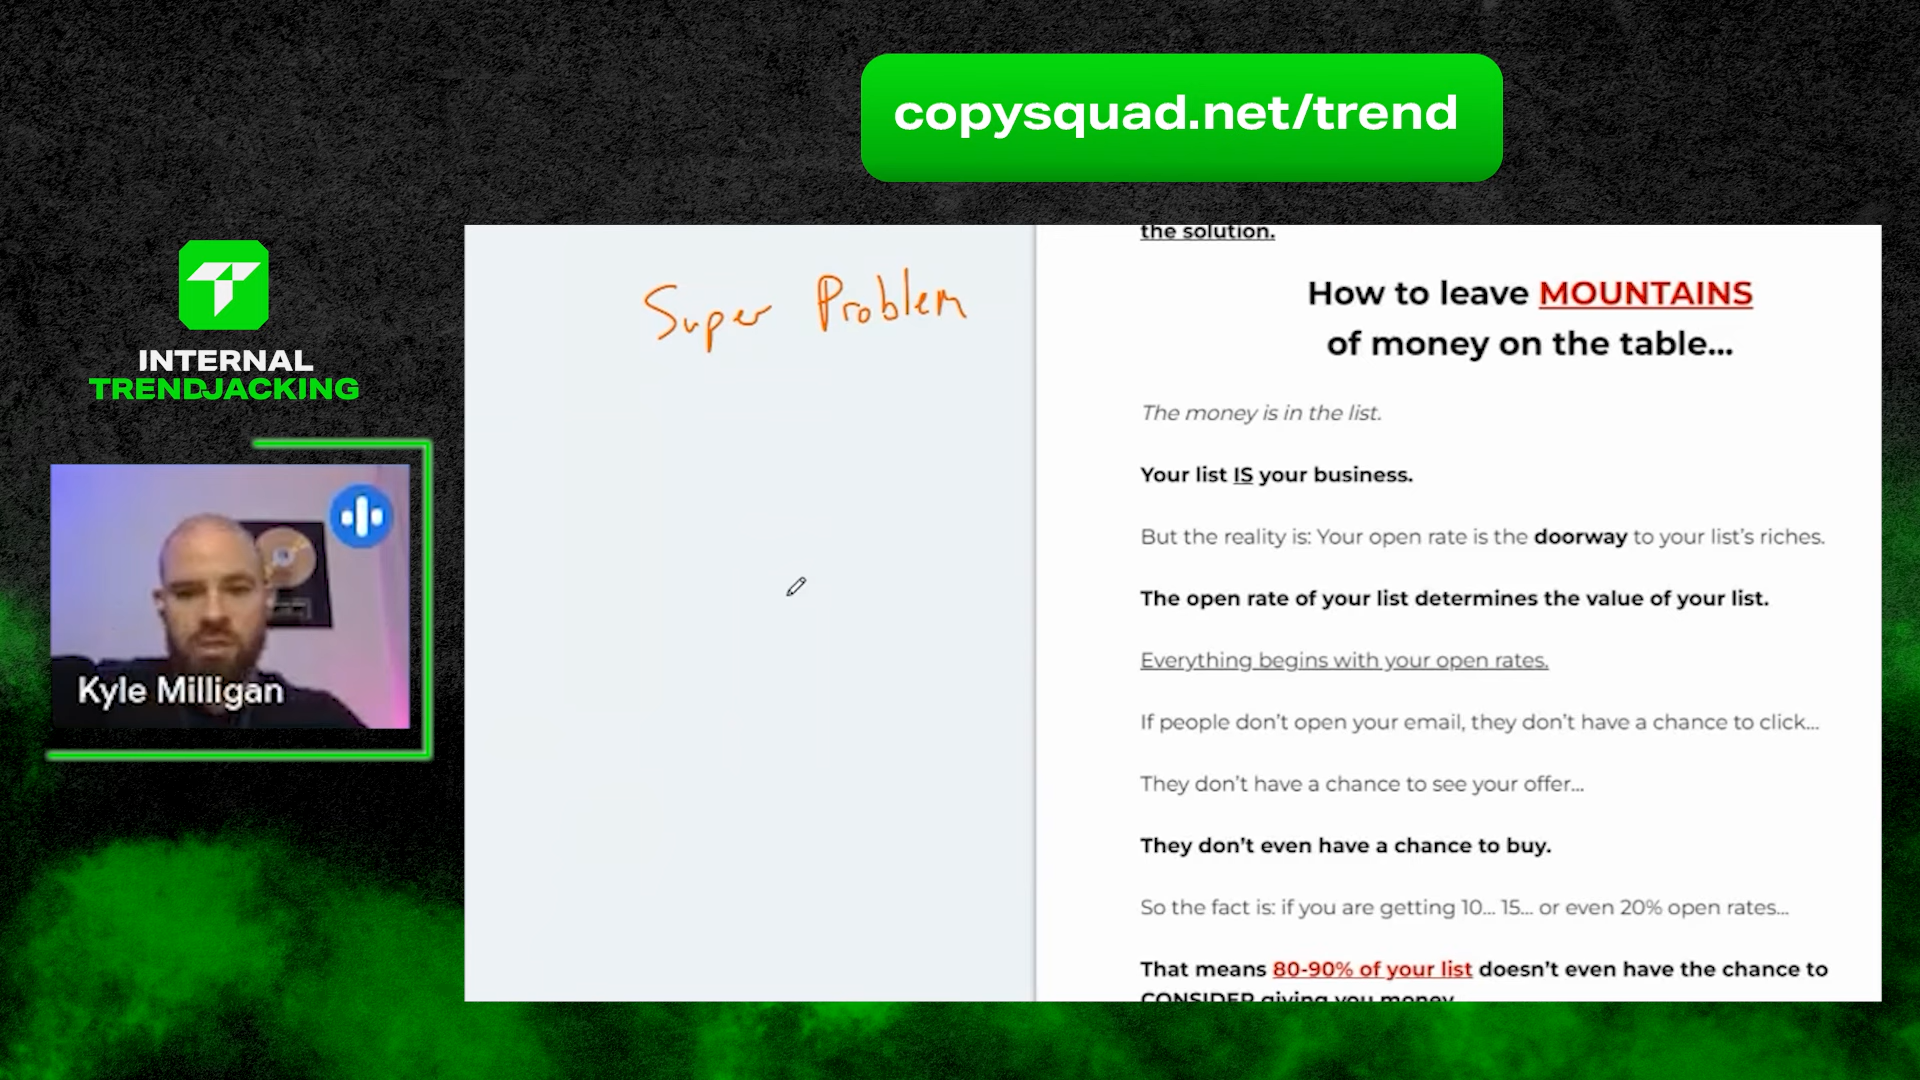 copysquad.net/trend
INTERNAL
TRENDJACKING
Kyle Milligan
Super Problem
the solution.
How to leave MOUNTAINS
of money on the table...
The money is in the list.
Your list IS your business.
But the reality is: Your open rate is the doorway to your list's riches.
The open rate of your list determines the value of your list.
Everything begins with your open rates.
If people don't open your email, they don't have a chance to click...
They don't have a chance to see your offer...
They don't even have a chance to buy.
So the fact is: if you are getting 10... 15... or even 20% open rates...
That means 80-90% of your list doesn't even have the chance to
CONSIDER giving you money.